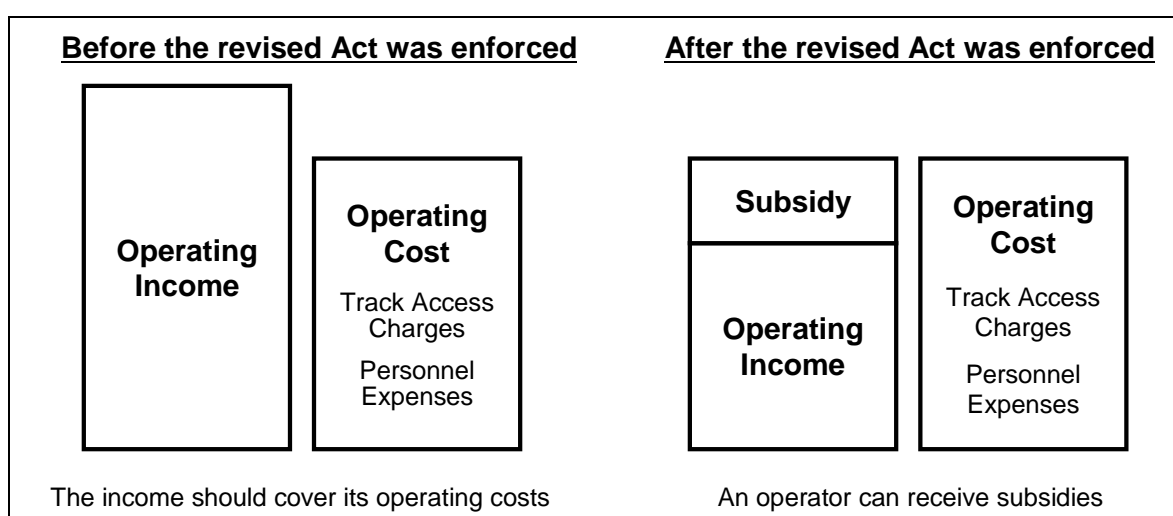 Before the revised Act was enforced
Operating
Income
Operating
Cost
Track Access
Charges
Personnel
Expenses
The income should cover its operating costs
After the revised Act was enforced
Subsidy
Operating
Income
Operating
Cost
Track Access
Charges
Personnel
Expenses
An operator can receive subsidies